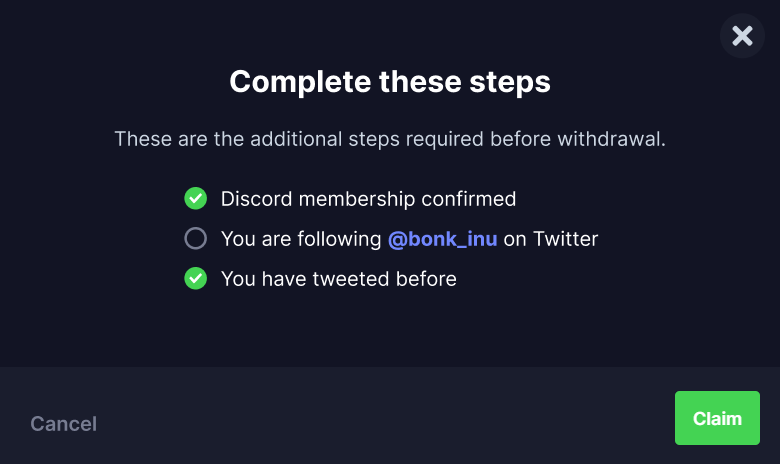 Complete these steps
These are the additional steps required before withdrawal.
Discord membership confirmed
You are following @bonk_inu on Twitter
You have tweeted before
Cancel
Claim